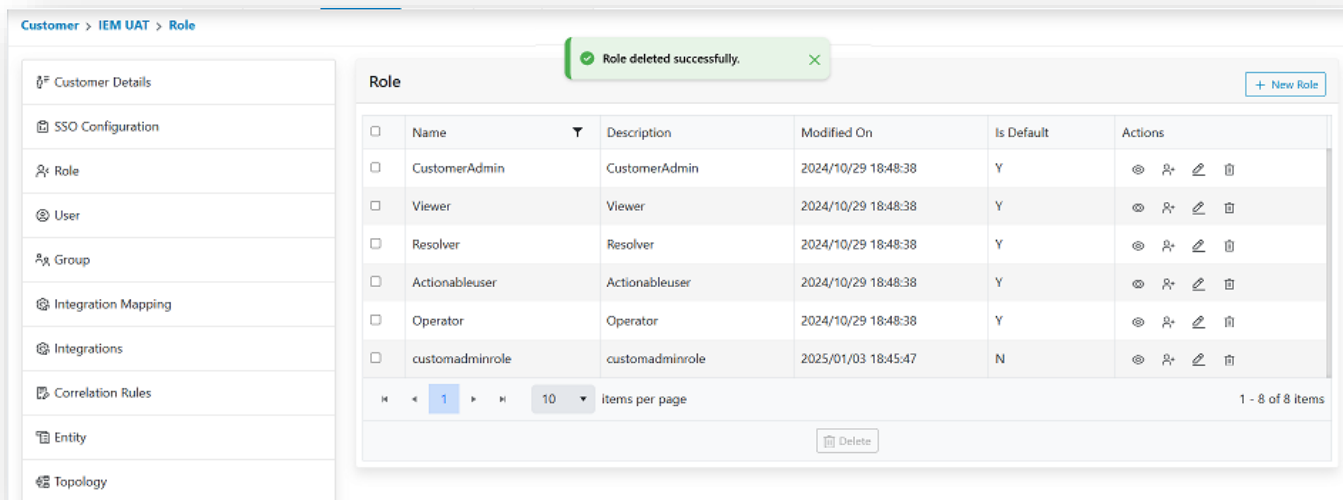 Customer > IEM UAT > Role
Role deleted successfully.
Customer Details
SSO Configuration
Role
User
Group
Integration Mapping
Integrations
Correlation Rules
Entity
Topology
Role
+ New Role
Name Description Modified On Is Default Actions
CustomerAdmin CustomerAdmin 2024/10/29 18:48:38 Y
Viewer Viewer 2024/10/29 18:48:38 Y
Resolver Resolver 2024/10/29 18:48:38 Y
Actionableuser Actionableuser 2024/10/29 18:48:38 Y
Operator Operator 2024/10/29 18:48:38 Y
customadminrole customadminrole 2025/01/03 18:45:47 N
1 10 items per page 1 - 8 of 8 items
Delete